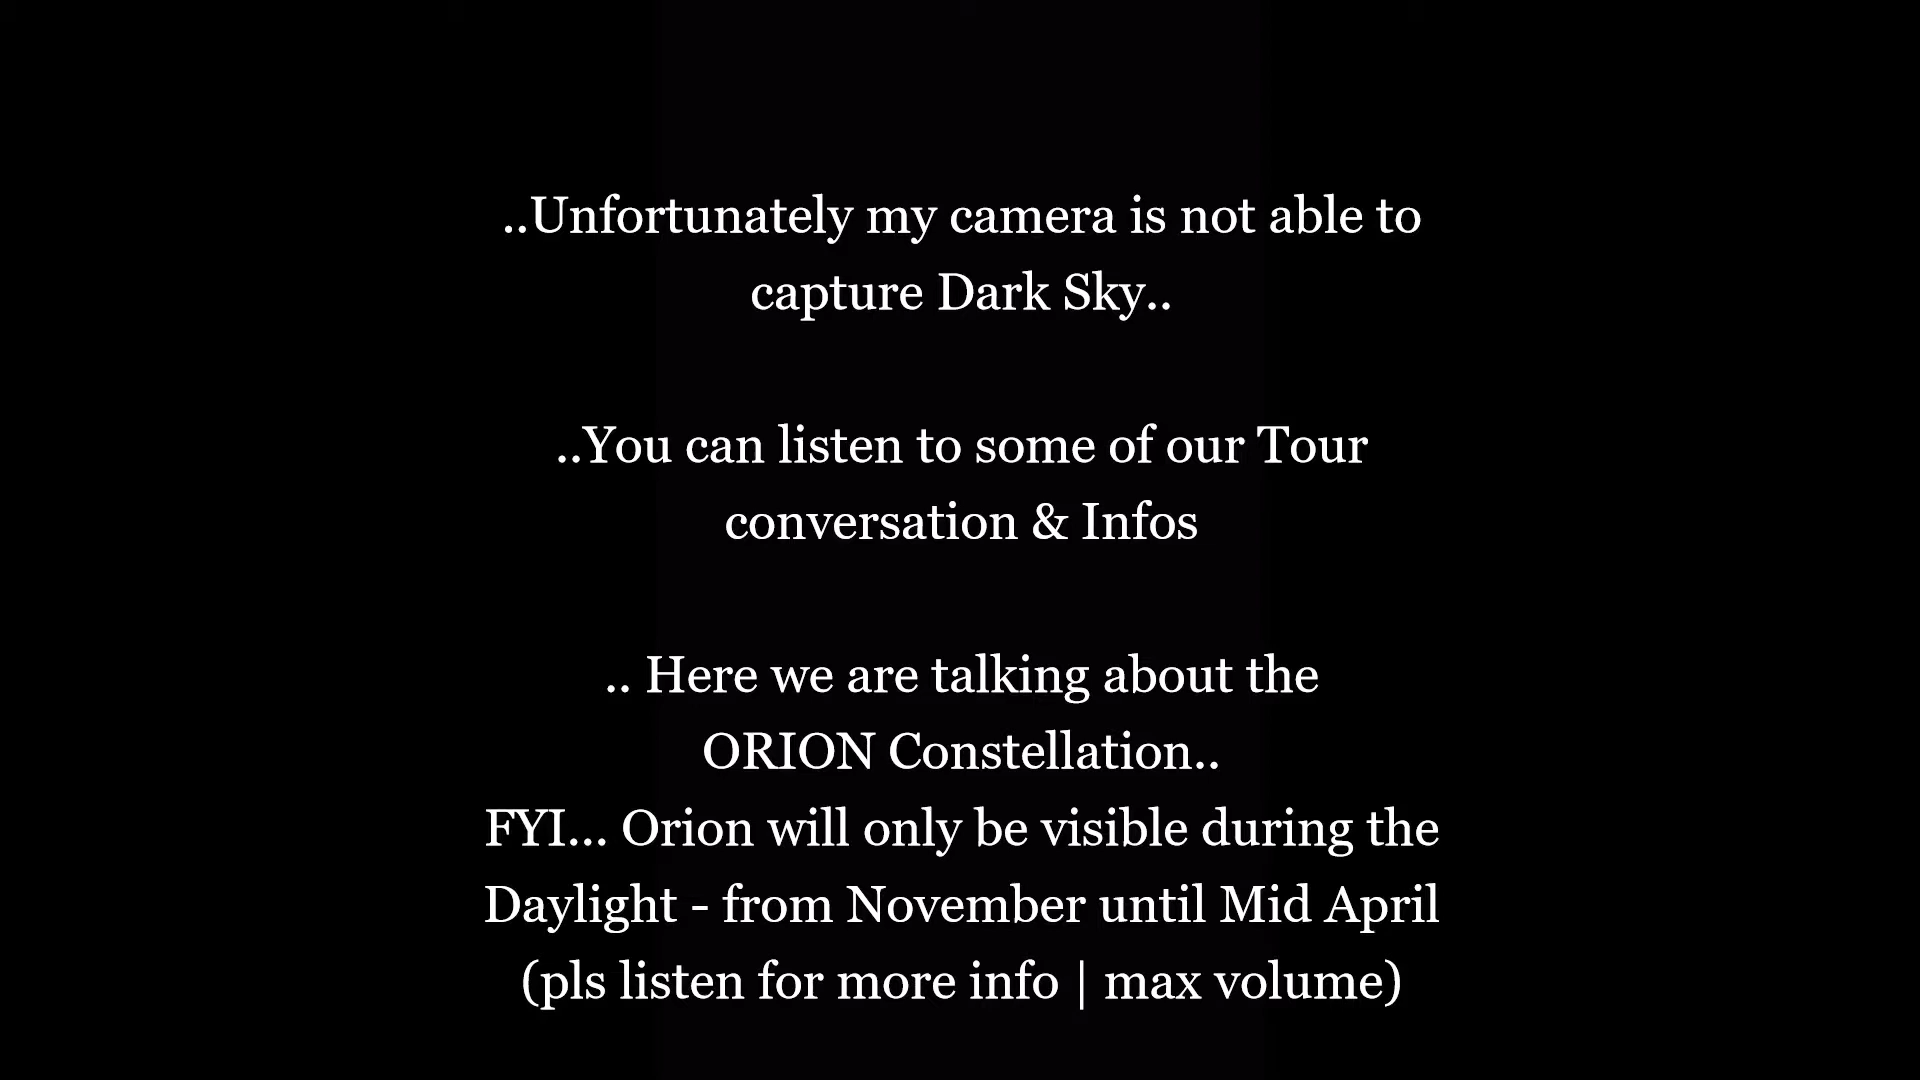 ..Unfortunately my camera is not able to
capture Dark Sky..
..You can listen to some of our Tour
conversation & Infos
.. Here we are talking about the
ORION Constellation..
FYI... Orion will only be visible during the
Daylight - from November until Mid April
(pls listen for more info | max volume)